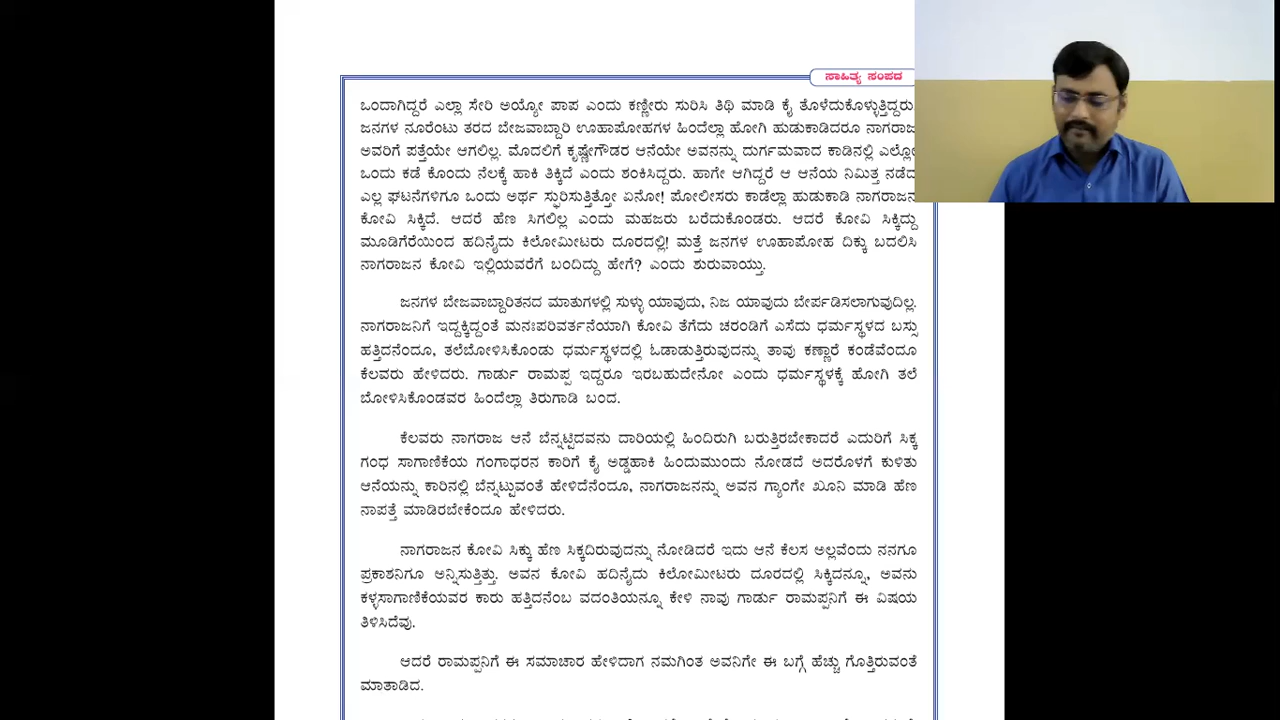 ಸಾಹಿತ್ಯ ಸಂಪದ
ಒಂದಾಗಿದ್ದರೆ ಎಲ್ಲಾ ಸೇರಿ ಅಯ್ಯೋ ಪಾಪ ಎಂದು ಕಣ್ಣೀರು ಸುರಿಸಿ ತಿಥಿ ಮಾಡಿ ಕೈ ತೊಳೆದುಕೊಳ್ಳುತ್ತಿದ್ದರು
ಜನಗಳ ನೂರೆಂಟು ತರದ ಬೇಜವಾಬ್ದಾರಿ ಊಹಾಪೋಹಗಳ ಹಿಂದೆಲ್ಲಾ ಹೋಗಿ ಹುಡುಕಾಡಿದರೂ ನಾಗರಾಜ
ಅವರಿಗೆ ಪತ್ತೆಯೇ ಆಗಲಿಲ್ಲ. ಮೊದಲಿಗೆ ಕೃಷ್ಣೇಗೌಡರ ಆನೆಯೇ ಅವನನ್ನು ದುರ್ಗಮವಾದ ಕಾಡಿನಲ್ಲಿ ಎಲ್ಲೋ
ಒಂದು ಕಡೆ ಕೊಂದು ನೆಲಕ್ಕೆ ಹಾಕಿ ತಿಕ್ಕಿದೆ ಎಂದು ಶಂಕಿಸಿದ್ದರು. ಹಾಗೇ ಆಗಿದ್ದರೆ ಆ ಆನೆಯ ನಿಮಿತ್ತ ನಡೆದ
ಎಲ್ಲ ಘಟನೆಗಳಿಗೂ ಒಂದು ಅರ್ಥ ಸ್ಫುರಿಸುತ್ತಿತ್ತೋ ಏನೋ! ಪೋಲೀಸರು ಕಾಡೆಲ್ಲಾ ಹುಡುಕಾಡಿ ನಾಗರಾಜನ
ಕೋವಿ ಸಿಕ್ಕಿದೆ. ಆದರೆ ಹೆಣ ಸಿಗಲಿಲ್ಲ ಎಂದು ಮಹಜರು ಬರೆದುಕೊಂಡರು. ಆದರೆ ಕೋವಿ ಸಿಕ್ಕಿದ್ದು
ಮೂಡಿಗೆರೆಯಿಂದ ಹದಿನೈದು ಕಿಲೋಮೀಟರು ದೂರದಲ್ಲಿ! ಮತ್ತೆ ಜನಗಳ ಊಹಾಪೋಹ ದಿಕ್ಕು ಬದಲಿಸಿ
ನಾಗರಾಜನ ಕೋವಿ ಇಲ್ಲಿಯವರೆಗೆ ಬಂದಿದ್ದು ಹೇಗೆ? ಎಂದು ಶುರುವಾಯ್ತು.
ಜನಗಳ ಬೇಜವಾಬ್ದಾರಿತನದ ಮಾತುಗಳಲ್ಲಿ ಸುಳ್ಳು ಯಾವುದು, ನಿಜ ಯಾವುದು ಬೇರ್ಪಡಿಸಲಾಗುವುದಿಲ್ಲ.
ನಾಗರಾಜನಿಗೆ ಇದ್ದಕ್ಕಿದ್ದಂತೆ ಮನಃಪರಿವರ್ತನೆಯಾಗಿ ಕೋವಿ ತೆಗೆದು ಚರಂಡಿಗೆ ಎಸೆದು ಧರ್ಮಸ್ಥಳದ ಬಸ್ಸು
ಹತ್ತಿದನೆಂದೂ, ತಲೆಬೋಳಿಸಿಕೊಂಡು ಧರ್ಮಸ್ಥಳದಲ್ಲಿ ಓಡಾಡುತ್ತಿರುವುದನ್ನು ತಾವು ಕಣ್ಣಾರೆ ಕಂಡೆವೆಂದೂ
ಕೆಲವರು ಹೇಳಿದರು. ಗಾರ್ಡು ರಾಮಪ್ಪ ಇದ್ದರೂ ಇರಬಹುದೇನೋ ಎಂದು ಧರ್ಮಸ್ಥಳಕ್ಕೆ ಹೋಗಿ ತಲೆ
ಬೋಳಿಸಿಕೊಂಡವರ ಹಿಂದೆಲ್ಲಾ ತಿರುಗಾಡಿ ಬಂದ.
ಕೆಲವರು ನಾಗರಾಜ ಆನೆ ಬೆನ್ನಟ್ಟಿದವನು ದಾರಿಯಲ್ಲಿ ಹಿಂದಿರುಗಿ ಬರುತ್ತಿರಬೇಕಾದರೆ ಎದುರಿಗೆ ಸಿಕ್ಕ
ಗಂಧ ಸಾಗಾಣಿಕೆಯ ಗಂಗಾಧರನ ಕಾರಿಗೆ ಕೈ ಅಡ್ಡಹಾಕಿ ಹಿಂದುಮುಂದು ನೋಡದೆ ಅದರೊಳಗೆ ಕುಳಿತು
ಆನೆಯನ್ನು ಕಾರಿನಲ್ಲಿ ಬೆನ್ನಟ್ಟುವಂತೆ ಹೇಳಿದೆನೆಂದೂ, ನಾಗರಾಜನನ್ನು ಅವನ ಗ್ಯಾಂಗೇ ಖೂನಿ ಮಾಡಿ ಹೆಣ
ನಾಪತ್ತೆ ಮಾಡಿರಬೇಕೆಂದೂ ಹೇಳಿದರು.
ನಾಗರಾಜನ ಕೋವಿ ಸಿಕ್ಕು ಹೆಣ ಸಿಕ್ಕದಿರುವುದನ್ನು ನೋಡಿದರೆ ಇದು ಆನೆ ಕೆಲಸ ಅಲ್ಲವೆಂದು ನನಗೂ
ಪ್ರಕಾಶನಿಗೂ ಅನ್ನಿಸುತ್ತಿತ್ತು. ಅವನ ಕೋವಿ ಹದಿನೈದು ಕಿಲೋಮೀಟರು ದೂರದಲ್ಲಿ ಸಿಕ್ಕಿದನ್ನೂ, ಅವನು
ಕಳ್ಳಸಾಗಾಣಿಕೆಯವರ ಕಾರು ಹತ್ತಿದನೆಂಬ ವದಂತಿಯನ್ನೂ ಕೇಳಿ ನಾವು ಗಾರ್ಡು ರಾಮಪ್ಪನಿಗೆ ಈ ವಿಷಯ
ತಿಳಿಸಿದೆವು.
ಆದರೆ ರಾಮಪ್ಪನಿಗೆ ಈ ಸಮಾಚಾರ ಹೇಳಿದಾಗ ನಮಗಿಂತ ಅವನಿಗೇ ಈ ಬಗ್ಗೆ ಹೆಚ್ಚು ಗೊತ್ತಿರುವಂತೆ
ಮಾತಾಡಿದ.